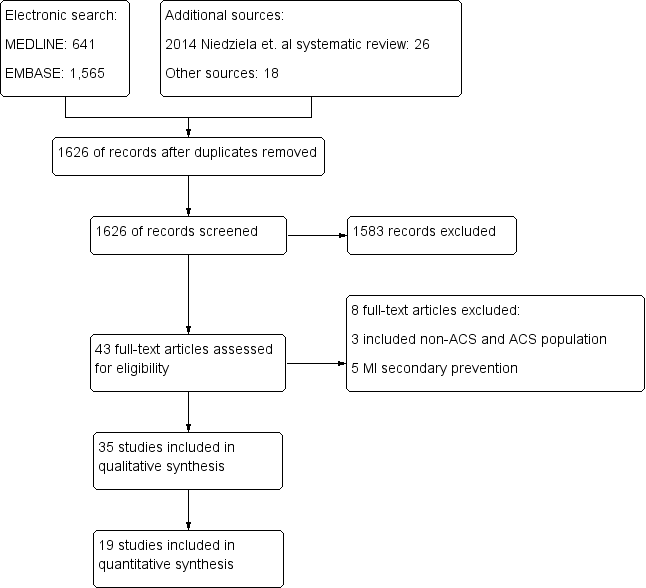 Electronic search:
MEDLINE: 641
EMBASE: 1,565
Additional sources:
2014 Niedziela et. al systematic review: 26
Other sources: 18
1626 of records after duplicates removed
1626 of records screened
1583 records excluded
43 full-text articles assessed
for eligibility
8 full-text articles excluded:
3 included non-ACS and ACS population
5 MI secondary prevention
35 studies included in
qualitative synthesis
19 studies included in
quantitative synthesis